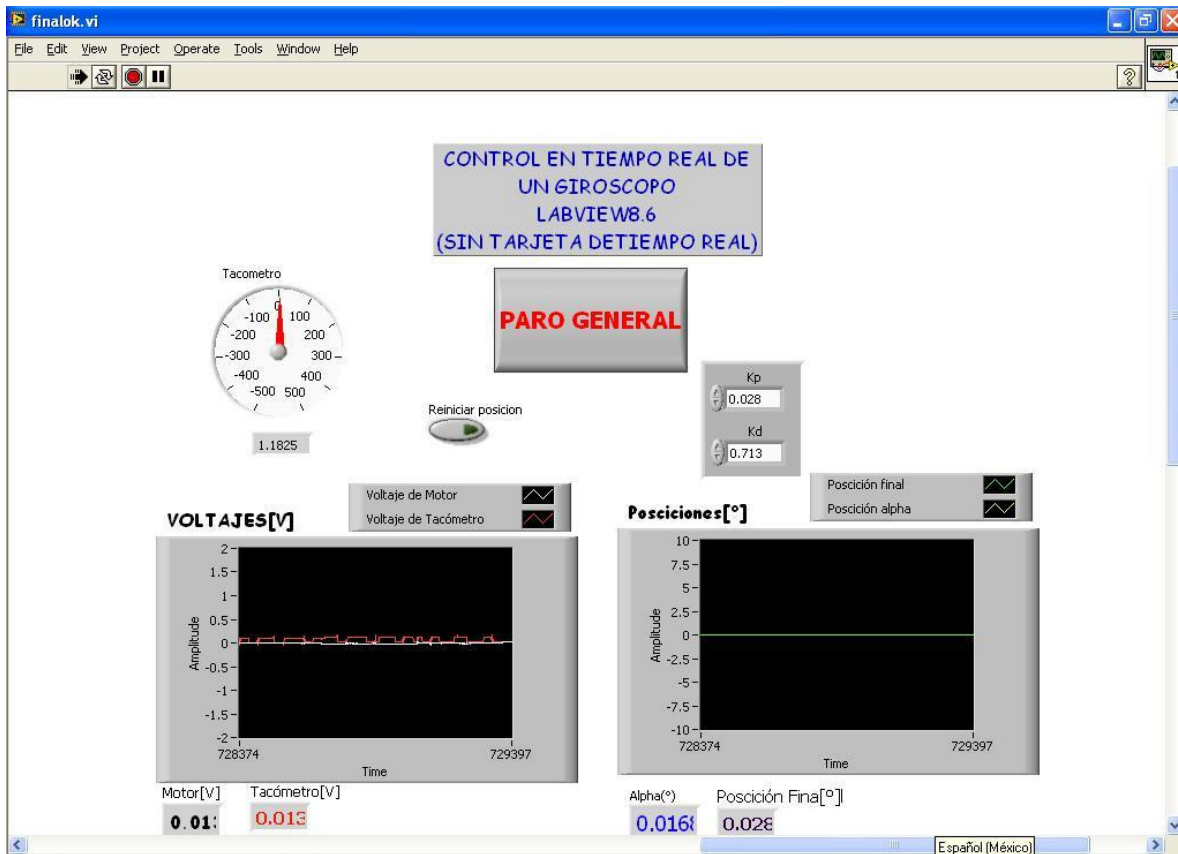 finalok.vi
File Edit View Project Operate Tools Window Help
CONTROL EN TIEMPO REAL DE
UN GIROSCOPO
LABVIEW8.6
(SIN TARJETA DETIEMPO REAL)
Tacometro
0
-100 100
-200 200
-300 300
-400 400
-500 500
1.1825
PARO GENERAL
Reiniciar posicion
Kp
0.028
Kd
0.713
VOLTAJES[V]
Voltaje de Motor
Voltaje de Tacómetro
2
1.5
1
0.5
0
-0.5
-1
-1.5
-2
Amplitude
728374 729397
Time
Motor[V] Tacómetro[V]
0.013
Posciciones[°]
Posción final
Posción alpha
10
7.5
5
2.5
0
-2.5
-5
-7.5
-10
Amplitude
728374 729397
Time
Alpha(°) Poscición Fina[°]l
0.0168 0.028
Español (México)